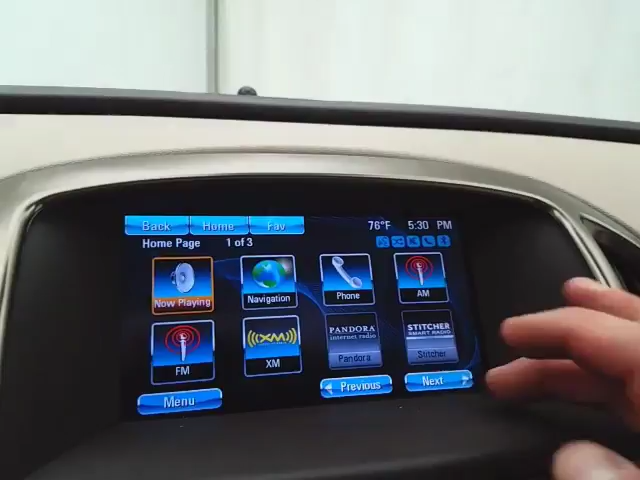 Back Home Fav 76°F 5:30 PM
Home Page 1 of 3
Now Playing Navigation Phone AM
PANDORA STITCHER
internet radio SMART RADIO
XM
FM XM Pandora Stitcher
Menu Previous Next